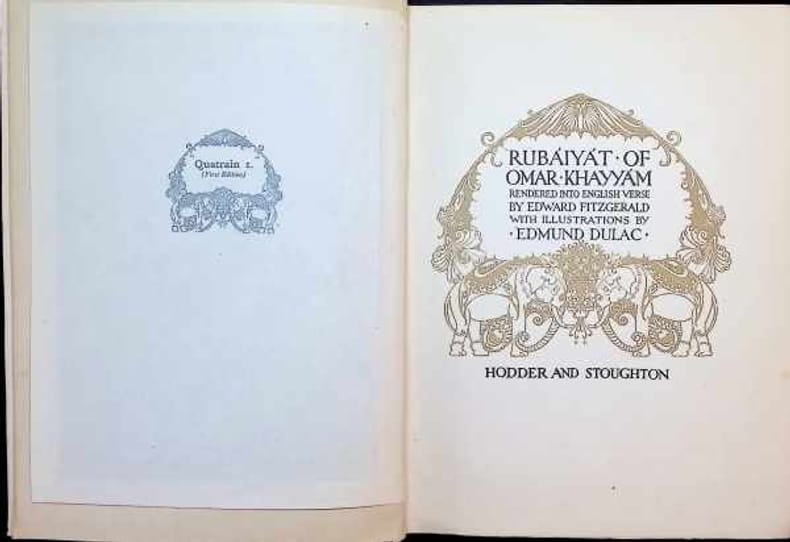 Quatrain 1.
(First Edition)
RUBÁIYÁT · OF
OMAR · KHAYYÁM
RENDERED INTO ENGLISH VERSE
BY EDWARD FITZGERALD
WITH ILLUSTRATIONS BY
· EDMUND DULAC ·
HODDER AND STOUGHTON